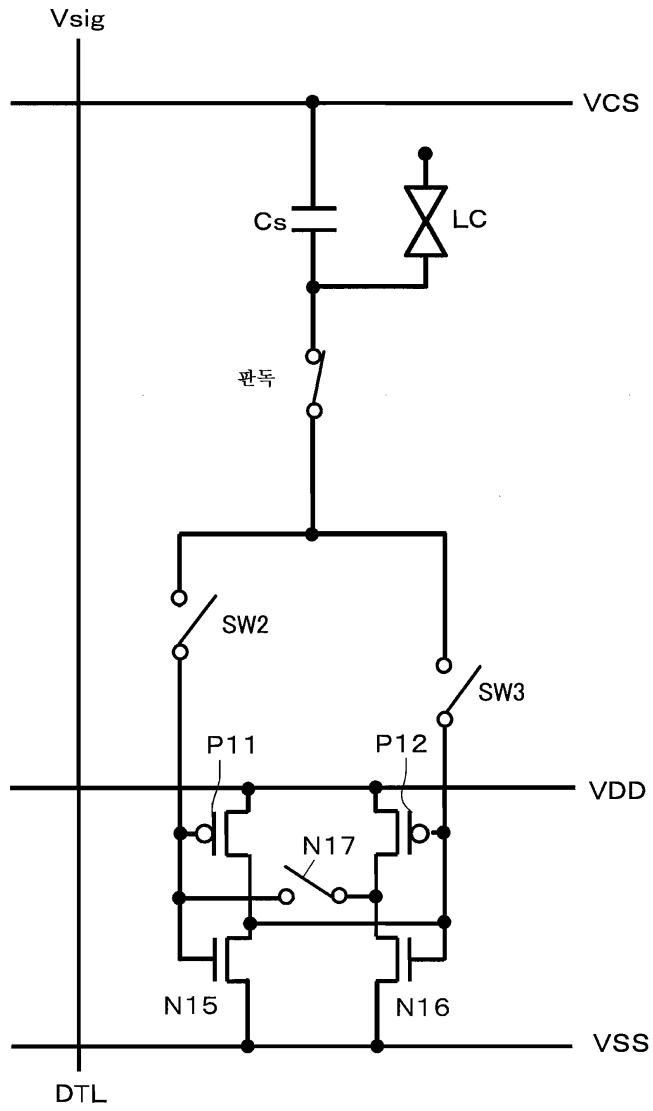 Vsig
VCS
Cs
LC
판독
SW2
SW3
P11
P12
VDD
N17
N15
N16
VSS
DTL